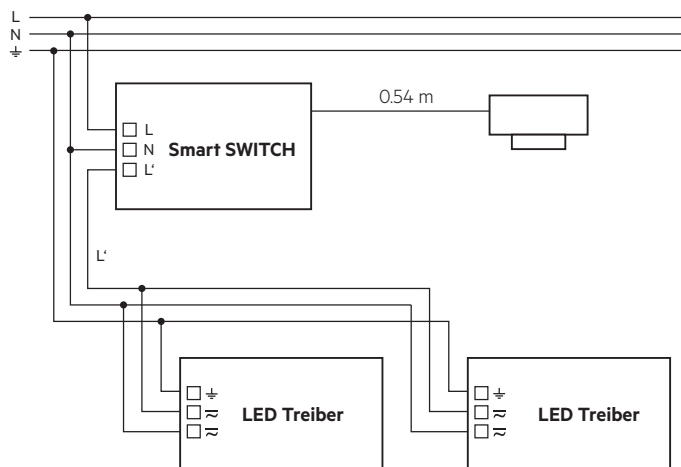 L
N
0.54 m
L
N
L‘
Smart SWITCH
L‘
LED Treiber
LED Treiber